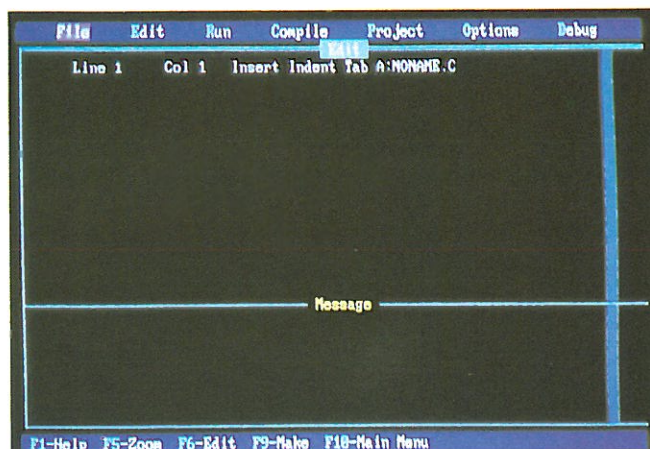 File Edit Run Compile Project Options Debug
Edit
Line 1 Col 1 Insert Indent Tab A:NONAME.C
Message
F1-Help F5-Zoom F6-Edit F9-Make F10-Main Menu